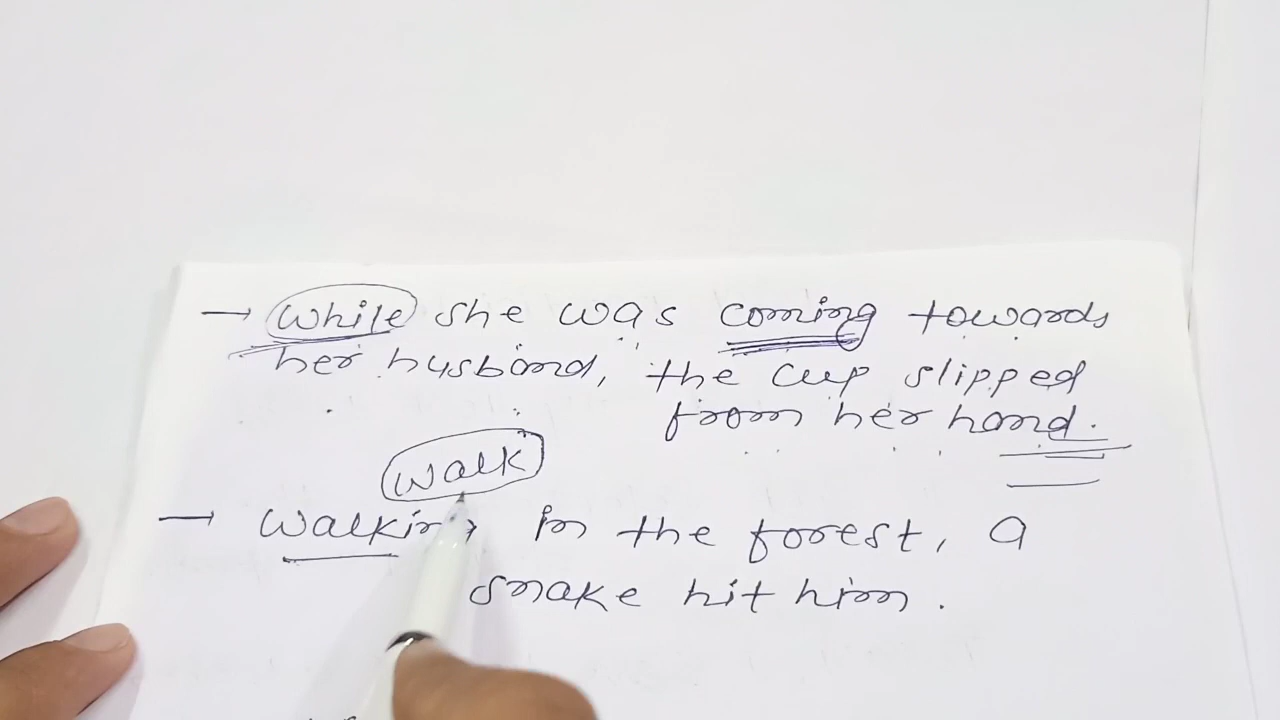 → While she was coming towards
her husband, the cup slipped
from her hand.
walk
→ Walking in the forest, a
snake hit him.